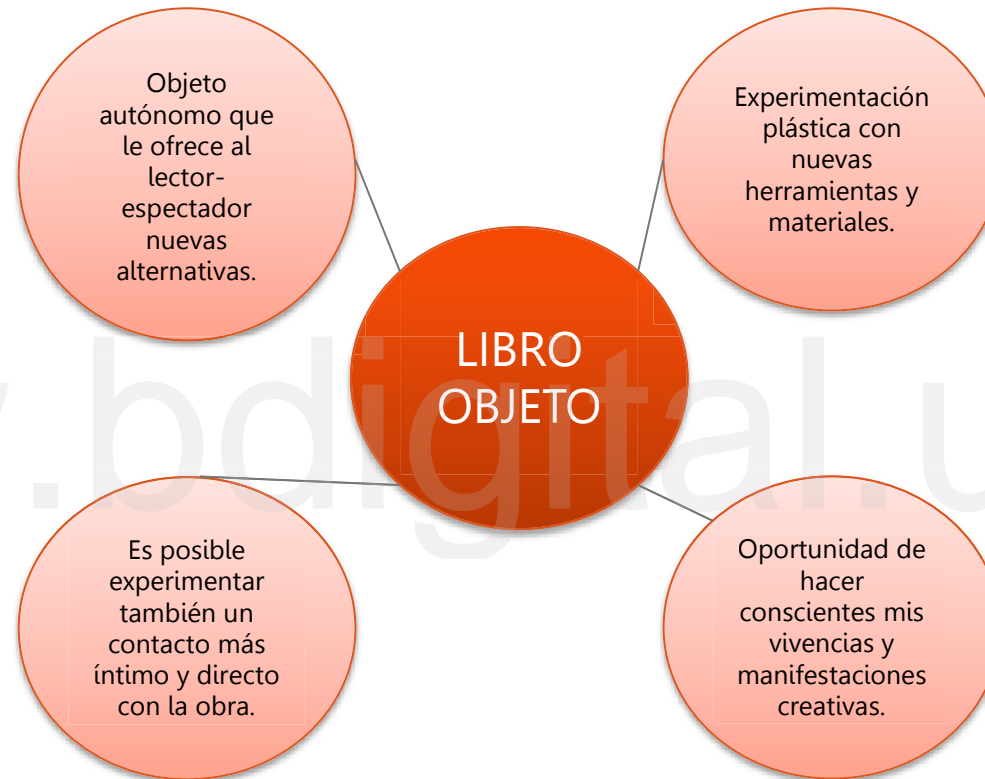 Objeto
autónomo que
le ofrece al
lector-
espectador
nuevas
alternativas.
Experimentación
plástica con
nuevas
herramientas y
materiales.
LIBRO
OBJETO
.bdigital.u
Es posible
experimentar
también un
contacto más
íntimo y directo
con la obra.
Oportunidad de
hacer
conscientes mis
vivencias y
manifestaciones
creativas.